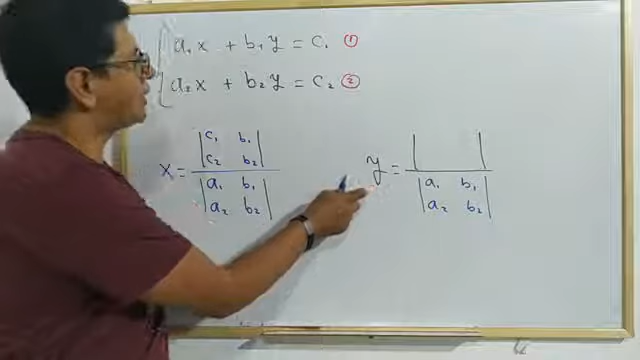 a₁x + b₁y = c₁ ①
a₂x + b₂y = c₂ ②
x = |c₁ b₁|
|c₂ b₂|
|a₁ b₁|
|a₂ b₂|
y = | |
|a₁ b₁|
|a₂ b₂|